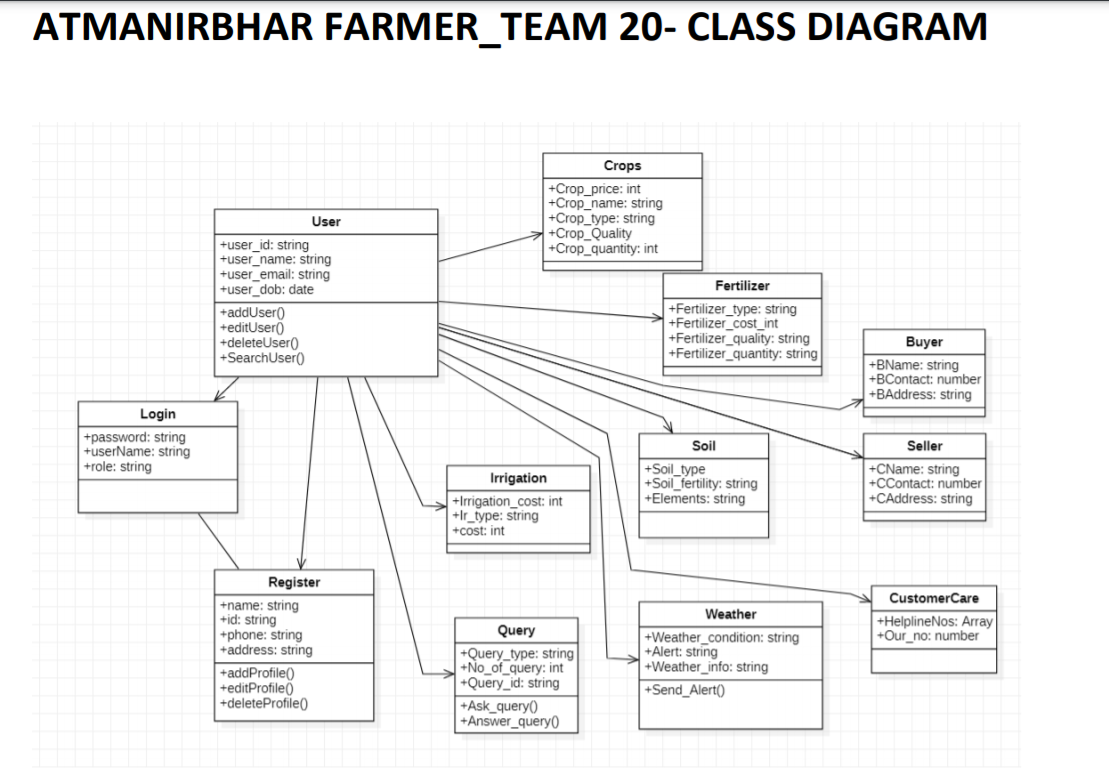 ATMANIRBHAR FARMER_TEAM 20- CLASS DIAGRAM
Crops
+Crop_price: int
+Crop_name: string
+Crop_type: string
+Crop_Quality
+Crop_quantity: int
User
+user_id: string
+user_name: string
+user_email: string
+user_dob: date
+addUser()
+editUser()
+deleteUser()
+SearchUser()
Fertilizer
+Fertilizer_type: string
+Fertilizer_cost_int
+Fertilizer_quality: string
+Fertilizer_quantity: string
Buyer
+BName: string
+BContact: number
+BAddress: string
Login
+password: string
+userName: string
+role: string
Soil
+Soil_type
+Soil_fertility: string
+Elements: string
Seller
+CName: string
+CContact: number
+CAddress: string
Irrigation
+Irrigation_cost: int
+Ir_type: string
+cost: int
Register
+name: string
+id: string
+phone: string
+address: string
+addProfile()
+editProfile()
+deleteProfile()
Query
+Query_type: string
+No_of_query: int
+Query_id: string
+Ask_query()
+Answer_query()
Weather
+Weather_condition: string
+Alert: string
+Weather_info: string
+Send_Alert()
CustomerCare
+HelplineNos: Array
+Our_no: number